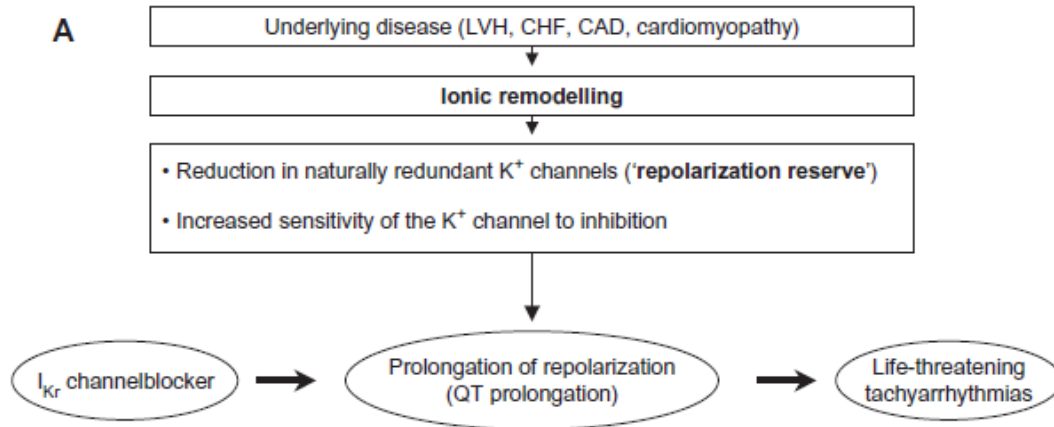 A
Underlying disease (LVH, CHF, CAD, cardiomyopathy)
Ionic remodelling
• Reduction in naturally redundant K⁺ channels (‘repolarization reserve’)
• Increased sensitivity of the K⁺ channel to inhibition
I_Kr channelblocker
Prolongation of repolarization
(QT prolongation)
Life-threatening
tachyarrhythmias